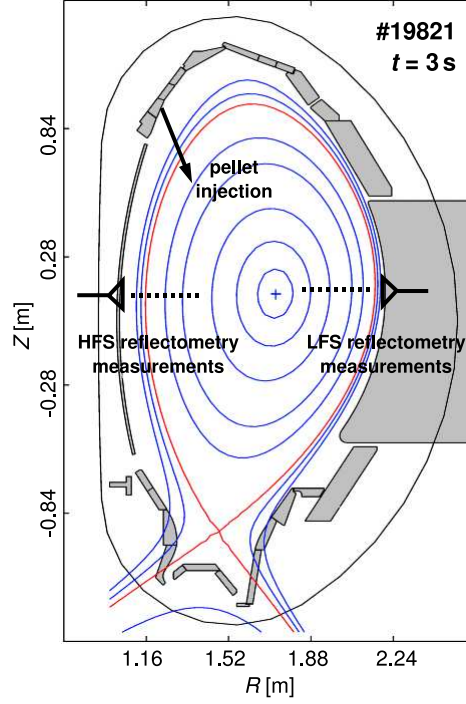 #19821
t = 3 s
0.84
pellet
injection
0.28
Z [m]
HFS reflectometry
measurements
LFS reflectometry
measurements
-0.28
-0.84
1.16 1.52 1.88 2.24
R [m]